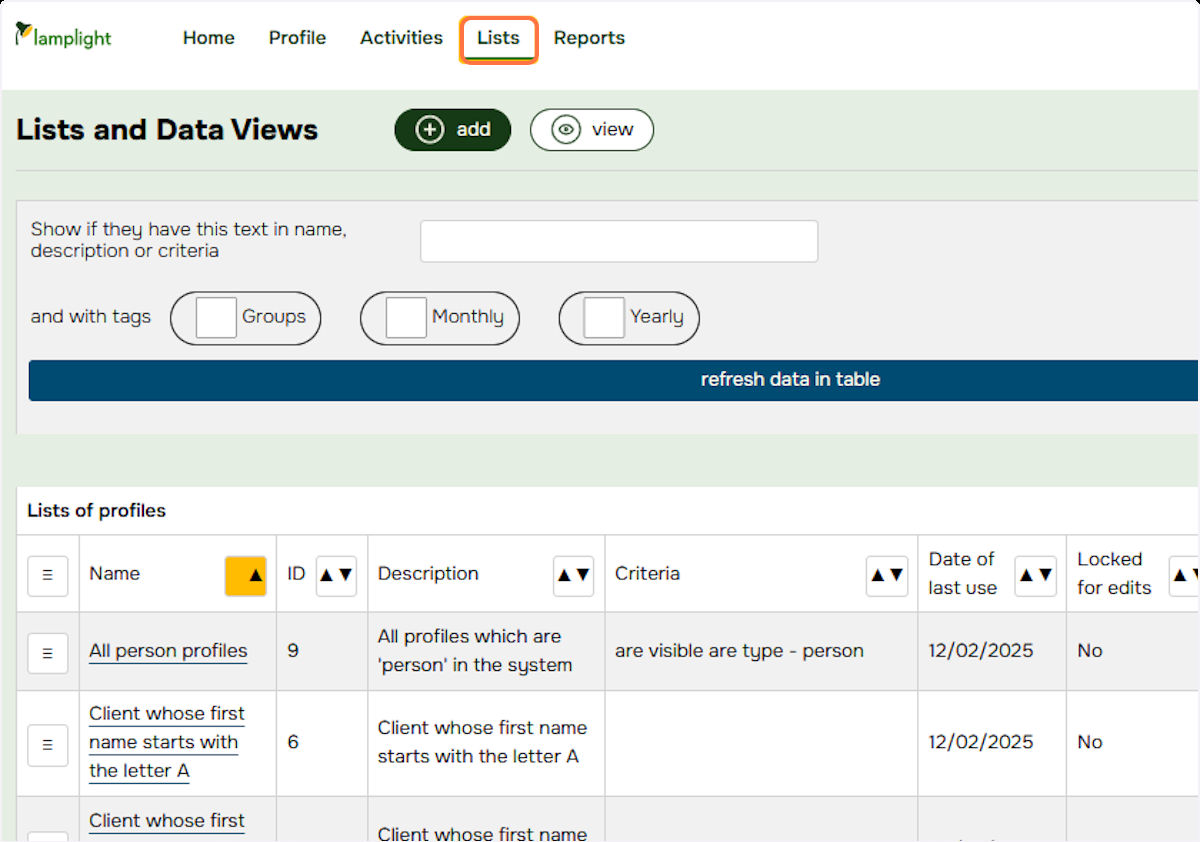 lamplight
Home Profile Activities Lists Reports
Lists and Data Views
add
view
Show if they have this text in name,
description or criteria
and with tags Groups Monthly Yearly
refresh data in table
Lists of profiles
Name ▲ ID ▲▼ Description ▲▼ Criteria ▲▼ Date of
last use ▲▼ Locked
for edits ▲
All person profiles 9 All profiles which are
'person' in the system are visible are type - person 12/02/2025 No
Client whose first
name starts with
the letter A 6 Client whose first name
starts with the letter A 12/02/2025 No
Client whose first
Client whose first name